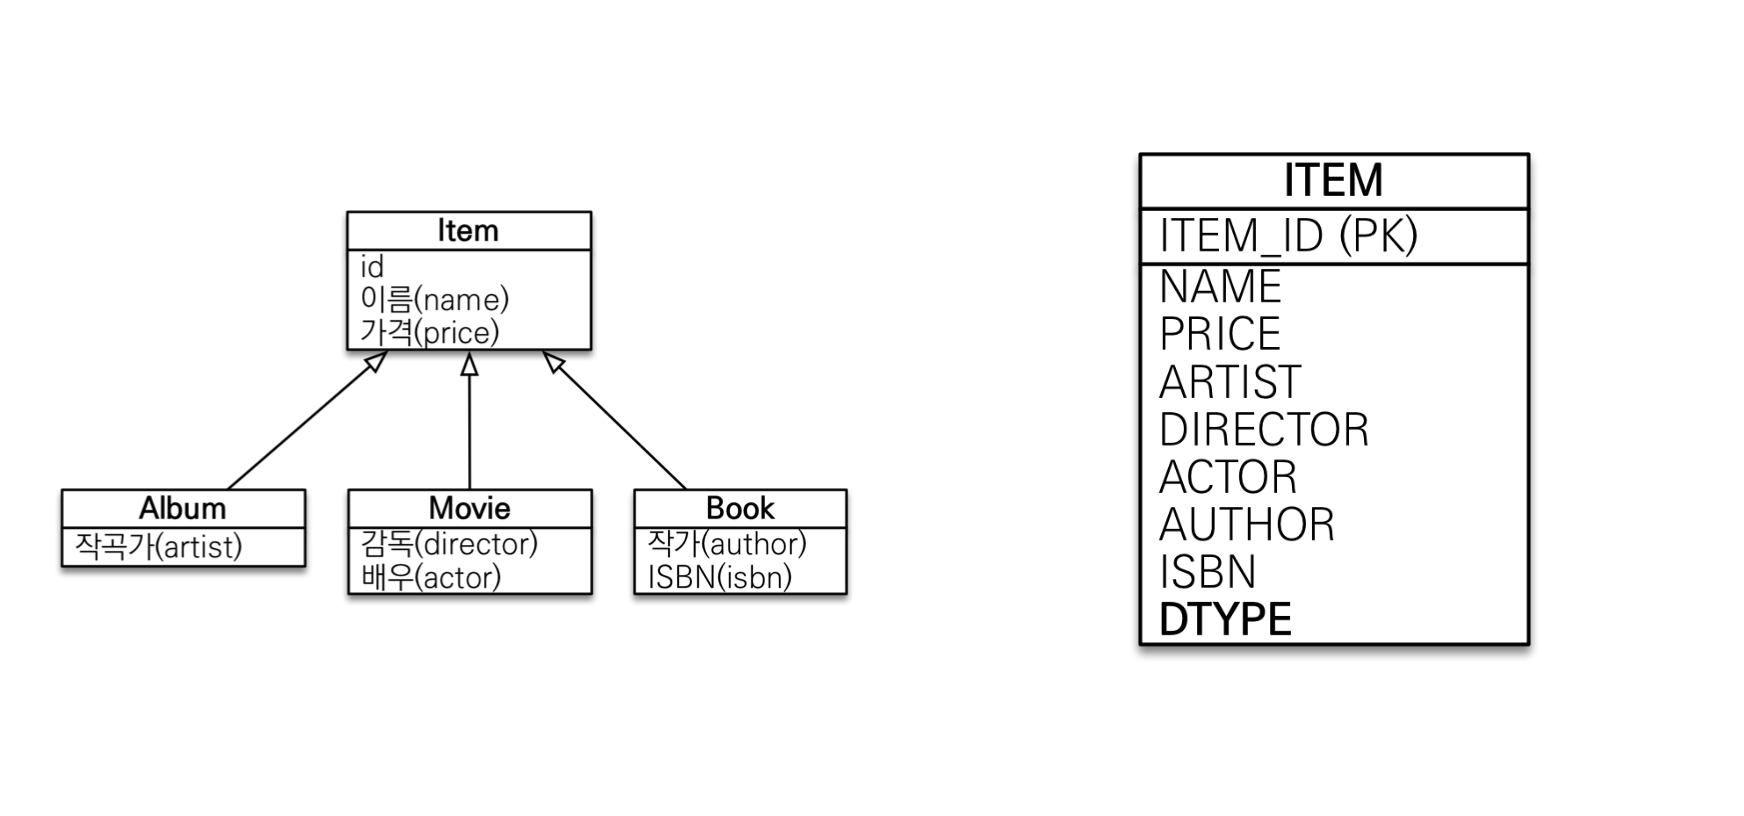 Item
id
이름(name)
가격(price)
Album
작곡가(artist)
Movie
감독(director)
배우(actor)
Book
작가(author)
ISBN(isbn)
ITEM
ITEM_ID (PK)
NAME
PRICE
ARTIST
DIRECTOR
ACTOR
AUTHOR
ISBN
DTYPE